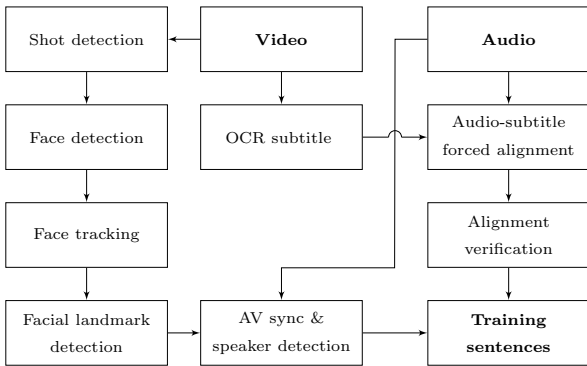 Shot detection
Video
Audio
Face detection
OCR subtitle
Audio-subtitle
forced alignment
Face tracking
Alignment
verification
Facial landmark
detection
AV sync &
speaker detection
Training
sentences